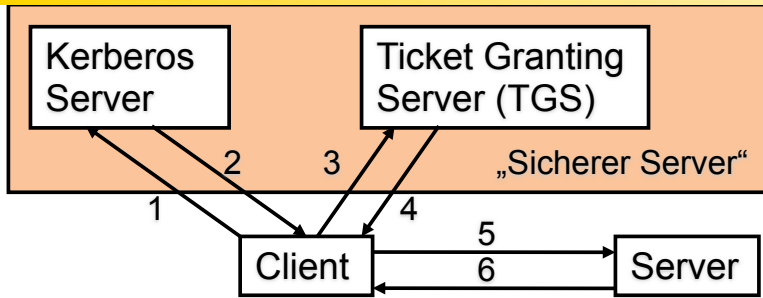 Kerberos
Server
Ticket Granting
Server (TGS)
1
2
3
4
„Sicherer Server“
Client
5
6
Server